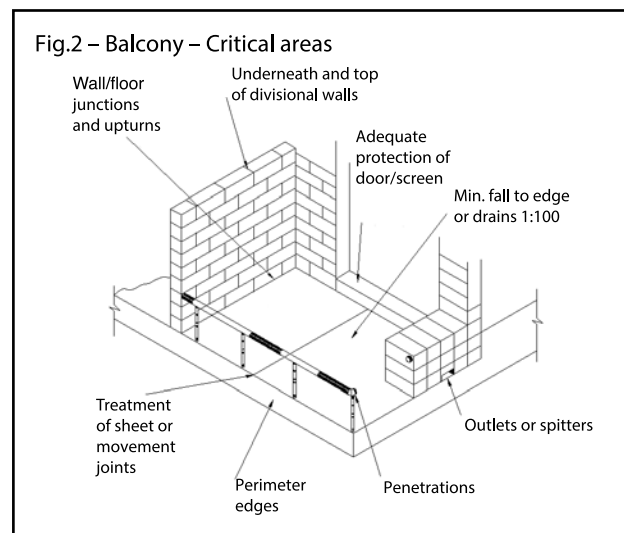 Fig.2 – Balcony – Critical areas
Wall/floor
junctions
and upturns
Underneath and top
of divisional walls
Adequate
protection of
door/screen
Min. fall to edge
or drains 1:100
Treatment
of sheet or
movement
joints
Perimeter
edges
Penetrations
Outlets or spitters